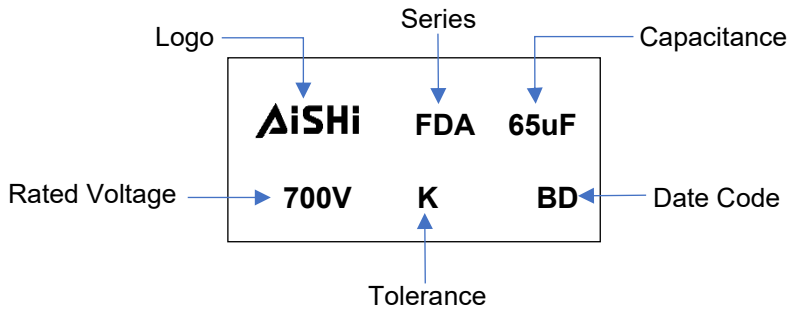 Series
Logo
Capacitance
AiSHi FDA 65uF
Rated Voltage 700V K BD Date Code
Tolerance